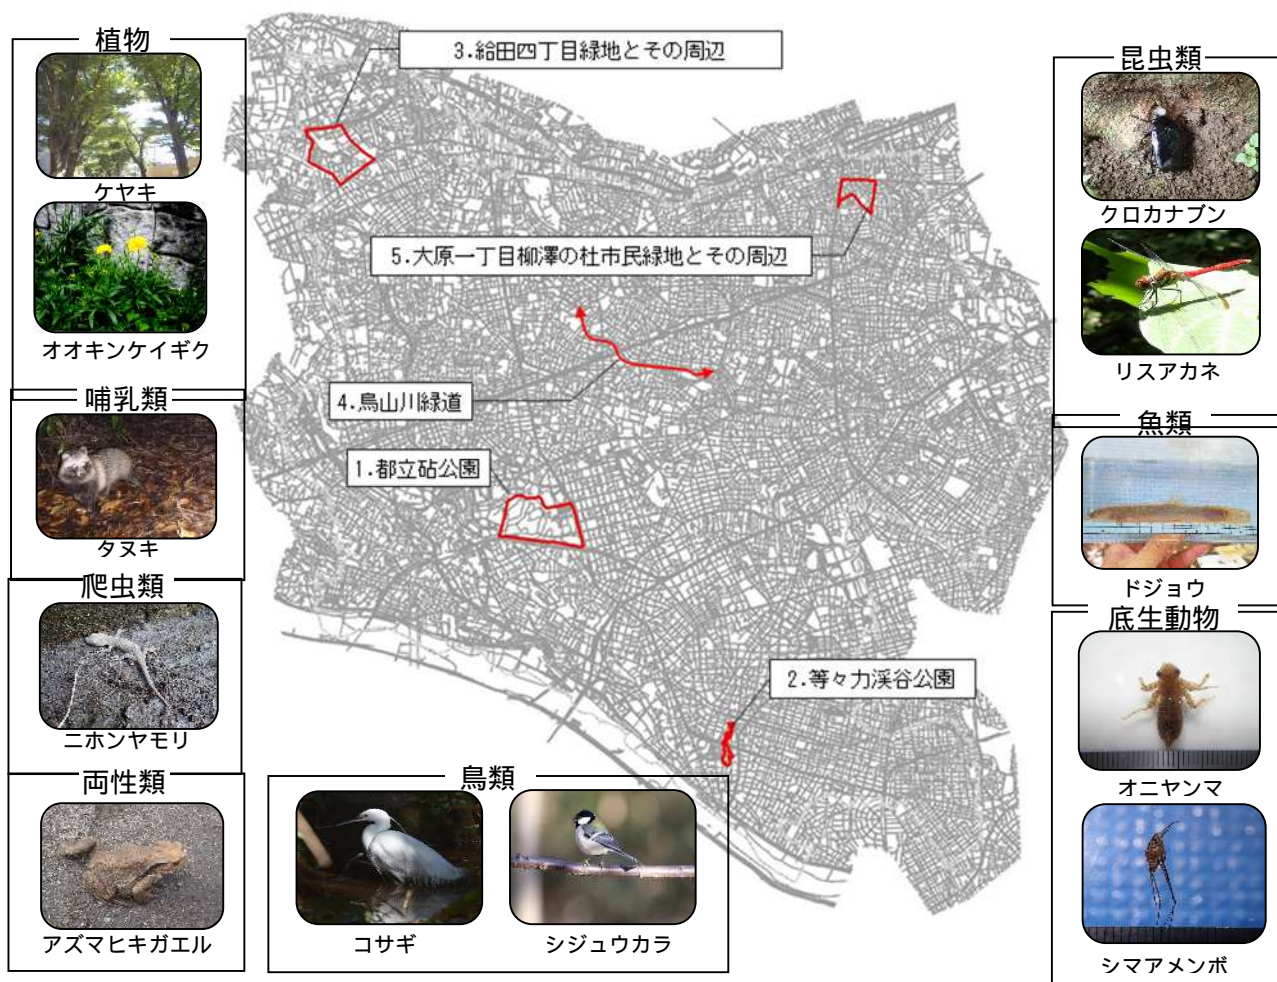 植物
ケヤキ
オオキンケイギク
哺乳類
タヌキ
爬虫類
ニホンヤモリ
両性類
アズマヒキガエル
3.給田四丁目緑地とその周辺
5.大原一丁目柳澤の杜市民緑地とその周辺
4.烏山川緑道
1.都立砧公園
2.等々力渓谷公園
鳥類
コサギ
シジュウカラ
昆虫類
クロカナブン
リスアカネ
魚類
ドジョウ
底生動物
オニヤンマ
シマアメンボ